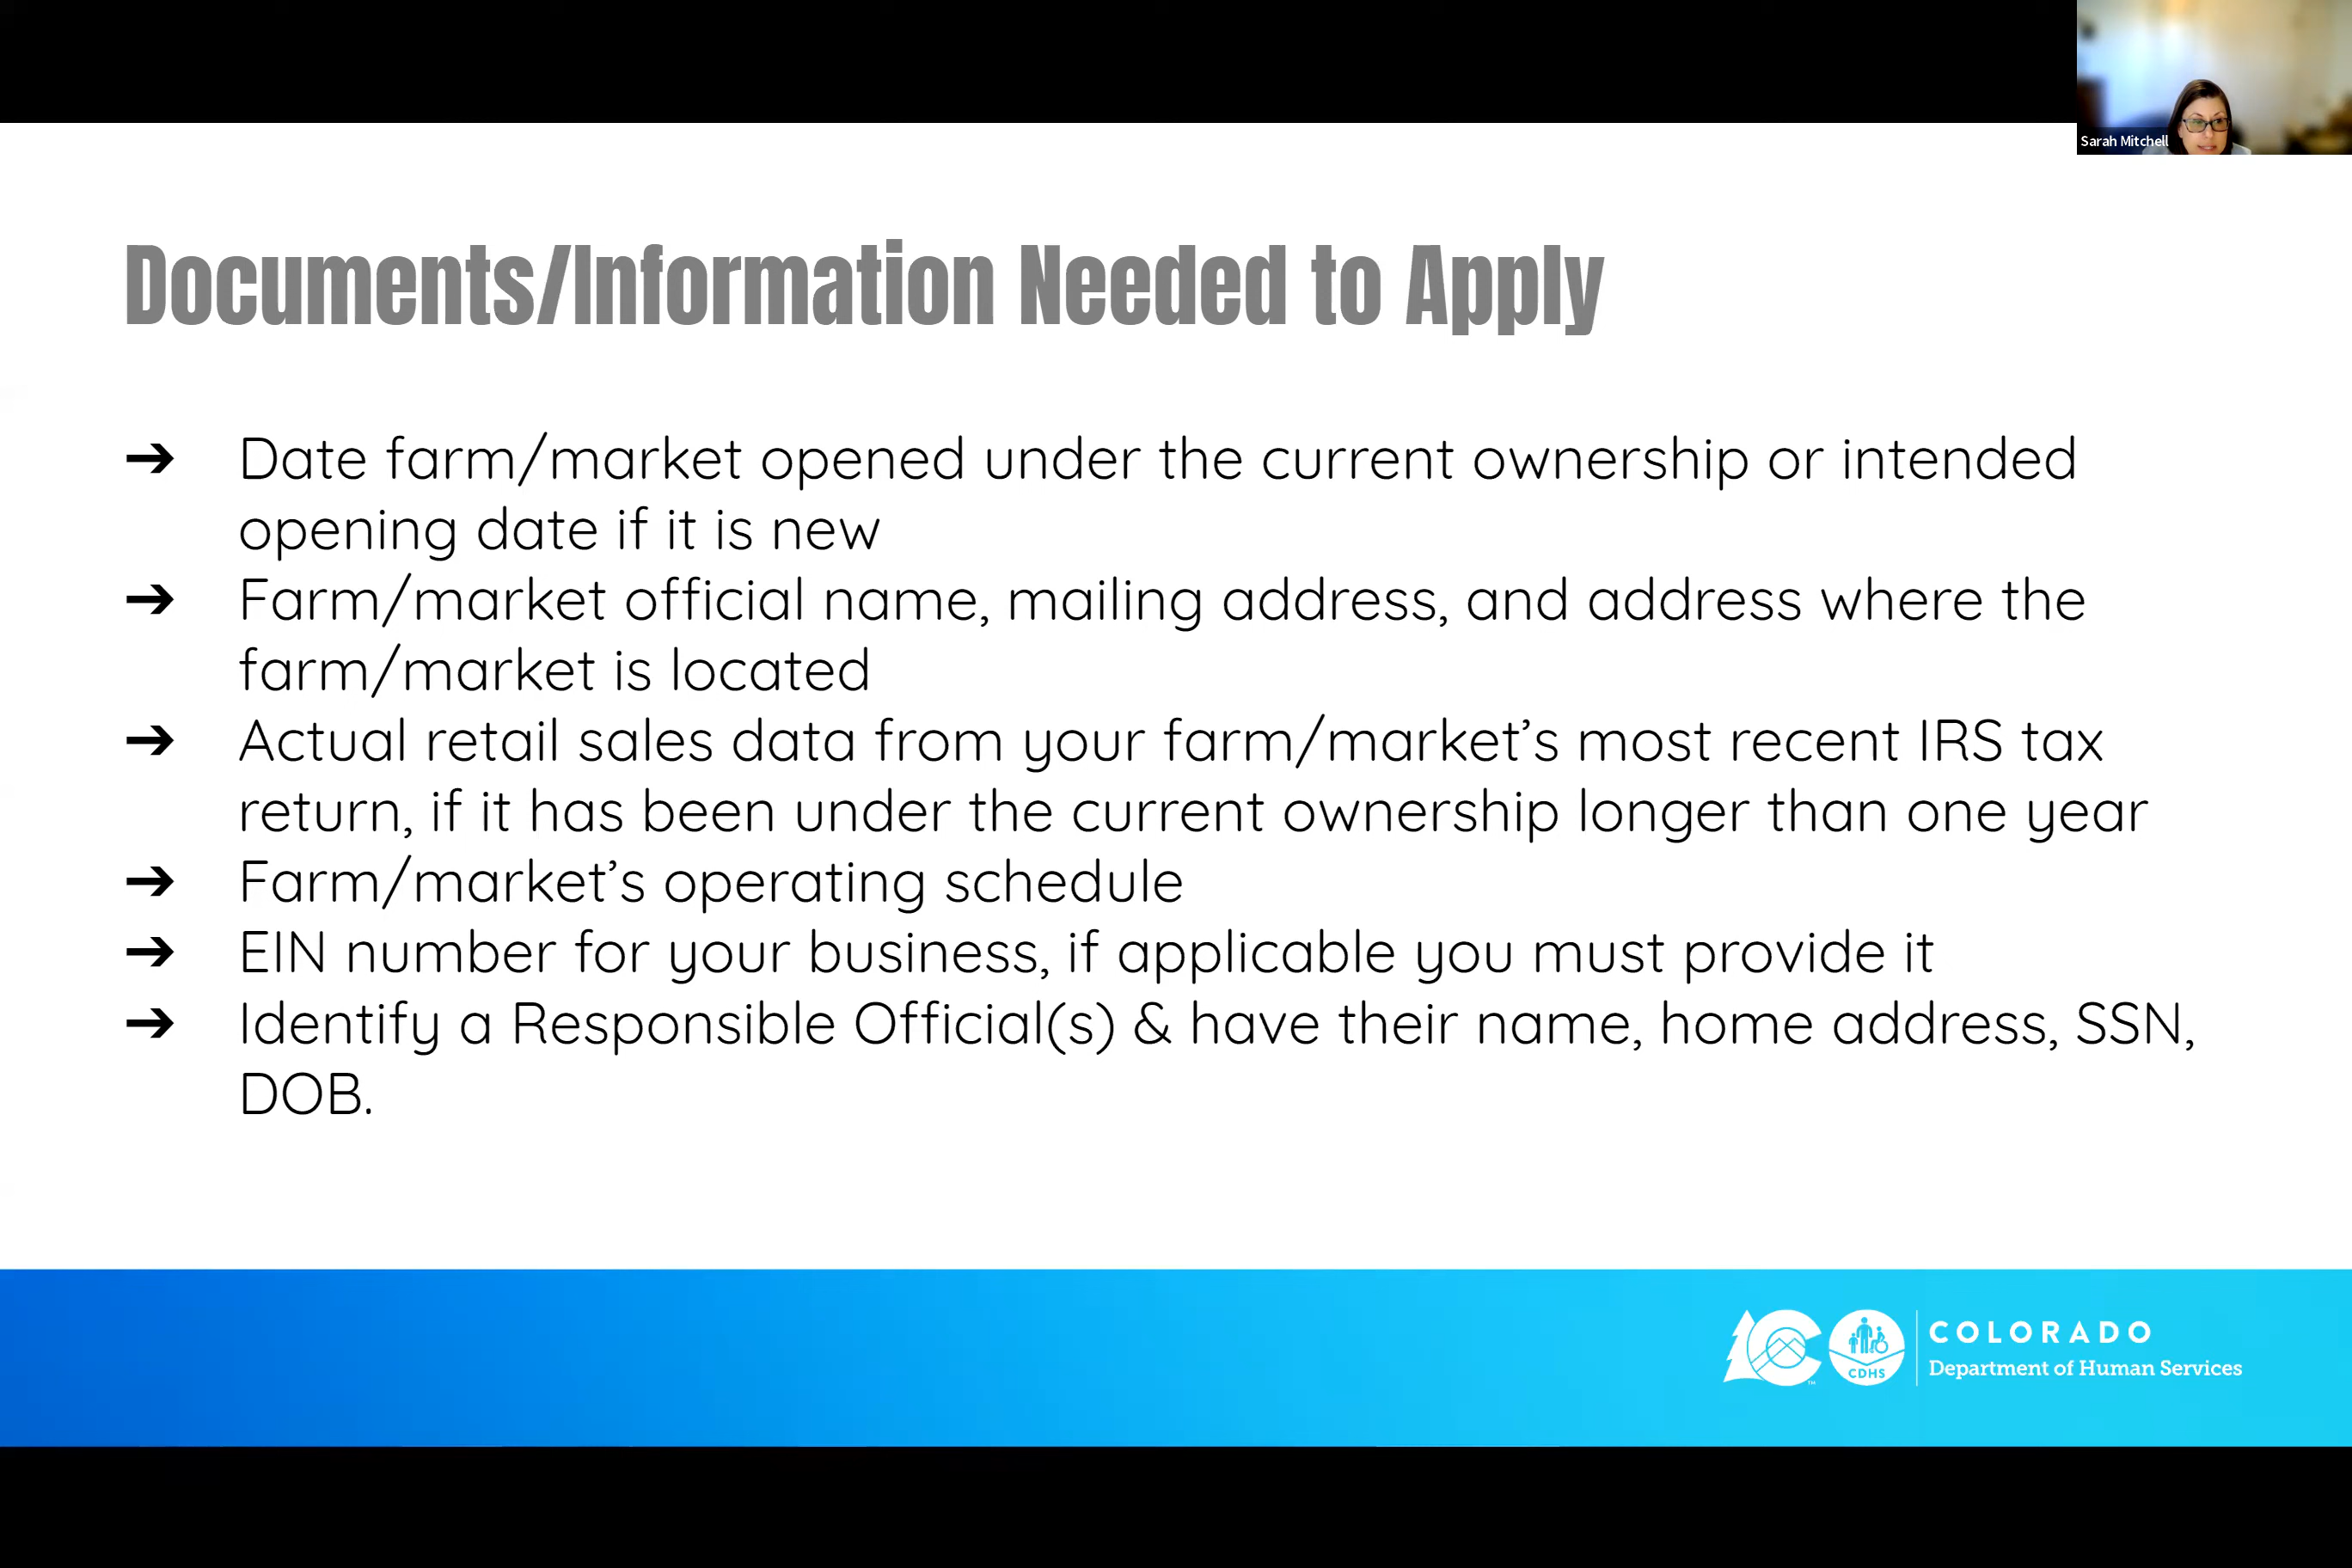 Sarah Mitchell
Documents/Information Needed to Apply
➔ Date farm/market opened under the current ownership or intended
opening date if it is new
➔ Farm/market official name, mailing address, and address where the
farm/market is located
➔ Actual retail sales data from your farm/market’s most recent IRS tax
return, if it has been under the current ownership longer than one year
➔ Farm/market’s operating schedule
➔ EIN number for your business, if applicable you must provide it
➔ Identify a Responsible Official(s) & have their name, home address, SSN,
DOB.
C
TM
CDHS
COLORADO
Department of Human Services